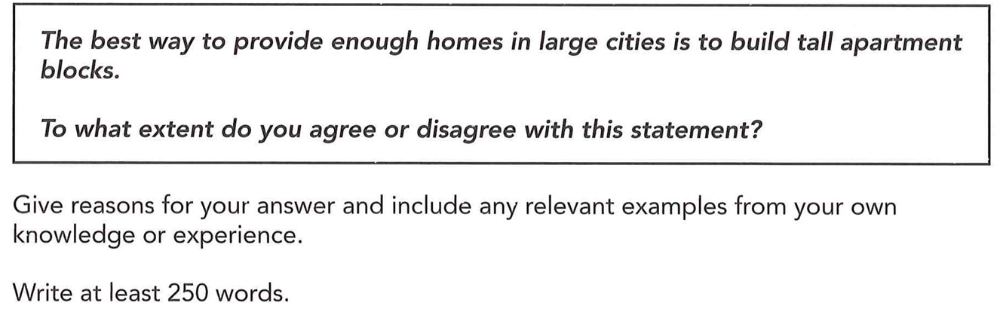 The best way to provide enough homes in large cities is to build tall apartment
blocks.
To what extent do you agree or disagree with this statement?
Give reasons for your answer and include any relevant examples from your own
knowledge or experience.
Write at least 250 words.